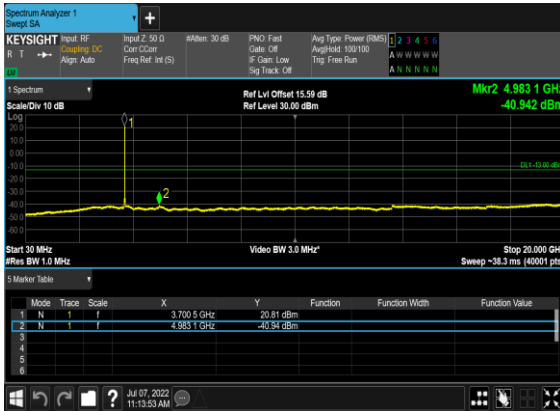 Spectrum Analyzer 1
Swept SA
+
KEYSIGHT
R T
Input: RF
Coupling: DC
Align: Auto
Input Z: 50 Ω
Corr CCorr
Freq Ref: Int (S)
#Atten: 30 dB
PNO: Fast
Gate: Off
IF Gain: Low
Sig Track: Off
Avg Type: Power (RMS)
Avg|Hold: 100/100
Trig: Free Run
1 2 3 4 5 6
A W W W W W
A N N N N N
1 Spectrum
Scale/Div 10 dB
Ref Lvl Offset 15.59 dB
Ref Level 30.00 dBm
Mkr2 4.983 1 GHz
-40.942 dBm
Log
20.0
10.0
0.00
-10.0
-20.0
-30.0
-40.0
-50.0
-60.0
1
2
DL1 -13.00 dBm
Start 30 MHz
#Res BW 1.0 MHz
Video BW 3.0 MHz*
Stop 20.000 GHz
Sweep ~38.3 ms (40001 pts)
5 Marker Table
Mode Trace Scale X Y Function Function Width Function Value
1 N 1 f 3.700 5 GHz 20.81 dBm
2 N 1 f 4.983 1 GHz -40.94 dBm
3
4
5
6
?
Jul 07, 2022
11:13:53 AM